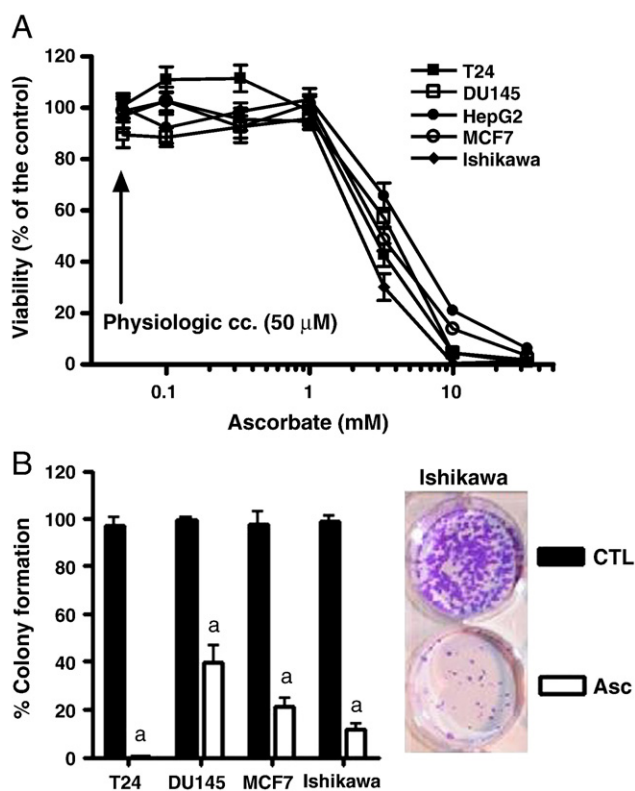 A
120
100
80
60
40
20
0
Viability (% of the control)
T24
DU145
HepG2
MCF7
Ishikawa
Physiologic cc. (50 μM)
0.1 1 10
Ascorbate (mM)
B
120
100
80
60
40
20
0
% Colony formation
a
a
a
a
T24 DU145 MCF7 Ishikawa
Ishikawa
CTL
Asc